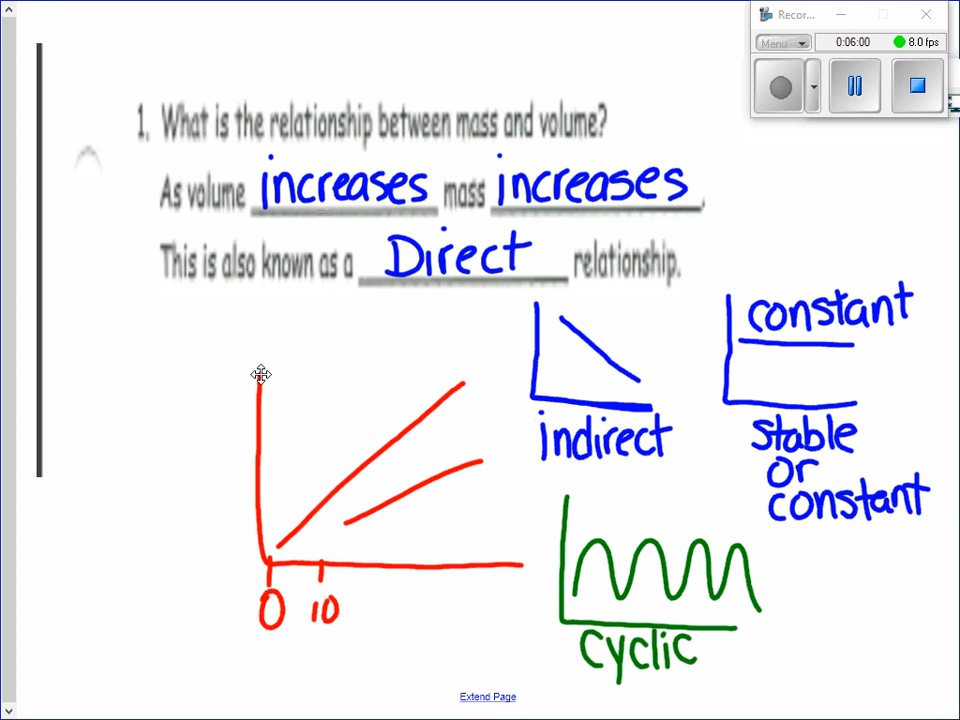 Recor...
Menu
0:06:00
8.0 fps
1. What is the relationship between mass and volume?
As volume increases mass increases.
This is also known as a Direct relationship.
constant
indirect
stable
or
constant
0 10
cyclic
Extend Page